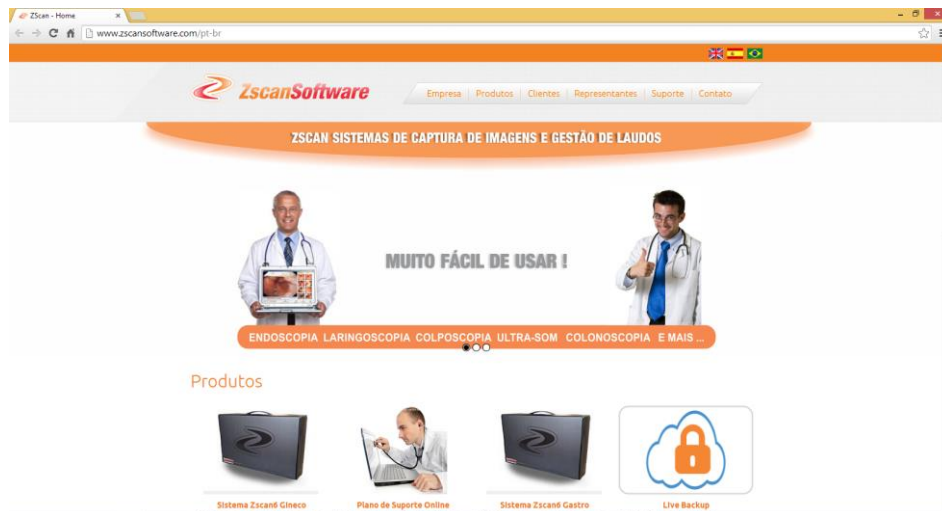 ZScan - Home
www.zscansoftware.com/pt-br
ZscanSoftware
Empresa Produtos Clientes Representantes Suporte Contato
ZSCAN SISTEMAS DE CAPTURA DE IMAGENS E GESTÃO DE LAUDOS
MUITO FÁCIL DE USAR !
ENDOSCOPIA LARINGOSCOPIA COLPOSCOPIA ULTRA-SOM COLONOSCOPIA E MAIS ...
Produtos
Sistema Zscan6 Gineco Plano de Suporte Online Sistema Zscan6 Gastro Live Backup